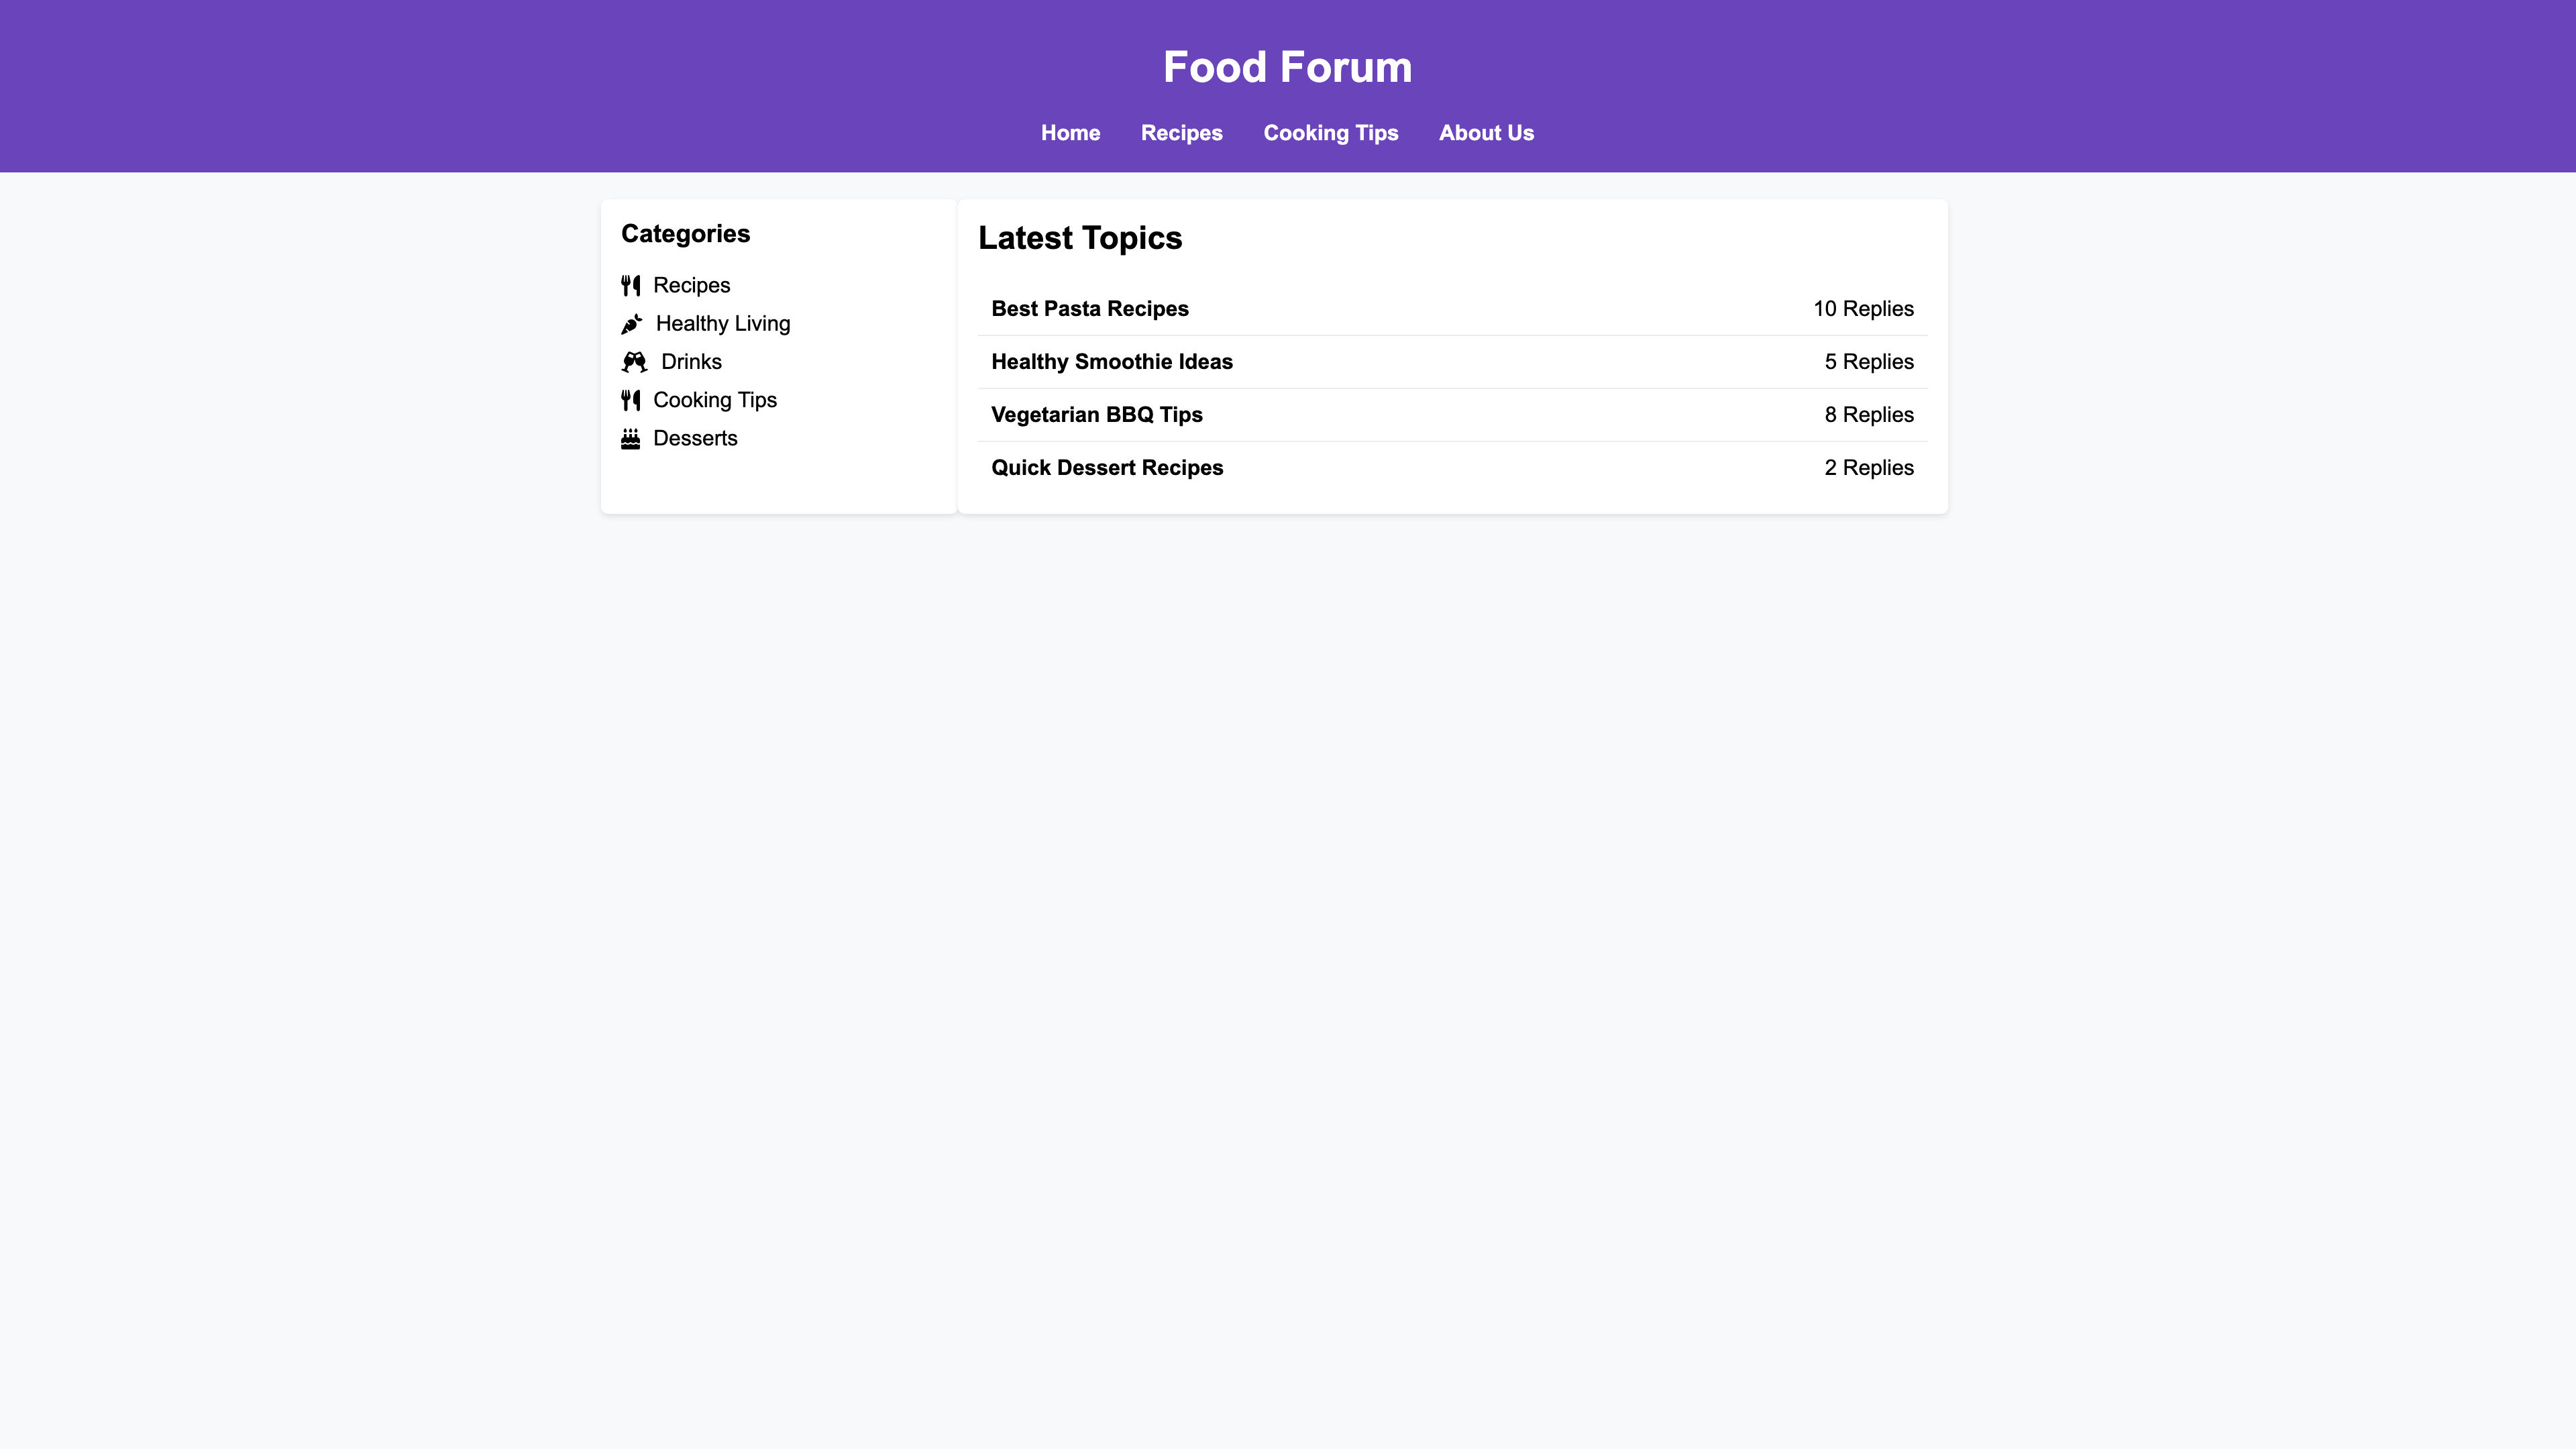 Food Forum
Home Recipes Cooking Tips About Us
Categories
Recipes
Healthy Living
Drinks
Cooking Tips
Desserts
Latest Topics
Best Pasta Recipes 10 Replies
Healthy Smoothie Ideas 5 Replies
Vegetarian BBQ Tips 8 Replies
Quick Dessert Recipes 2 Replies